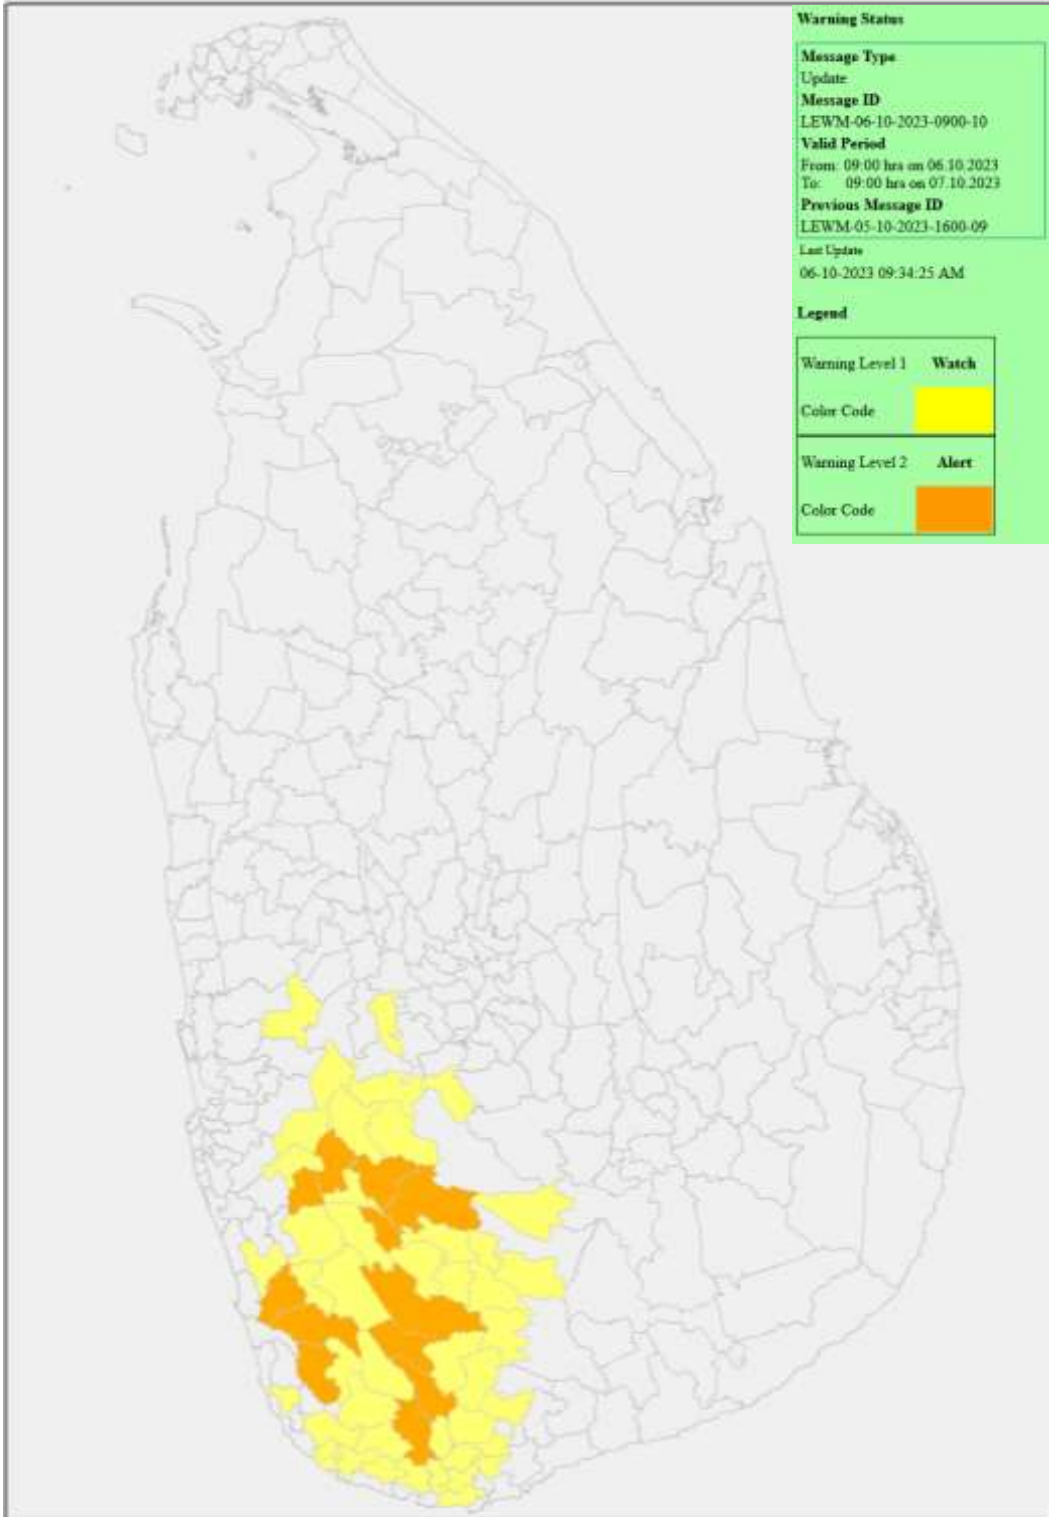 Warning Status
Message Type
Update
Message ID
LEWM-06-10-2023-0900-10
Valid Period
From: 09:00 hrs on 06.10.2023
To: 09:00 hrs on 07.10.2023
Previous Message ID
LEWM-05-10-2023-1600-09
Last Update
06-10-2023 09:34:25 AM
Legend
Warning Level 1 Watch
Color Code
Warning Level 2 Alert
Color Code